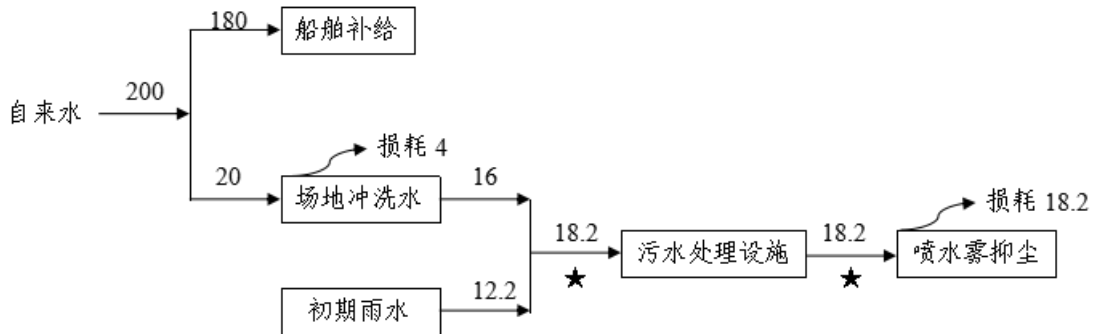 180
船舶补给
200
自来水
损耗 4
20
场地冲洗水
16
损耗 18.2
18.2
污水处理设施
18.2
喷水雾抑尘
★
★
初期雨水
12.2